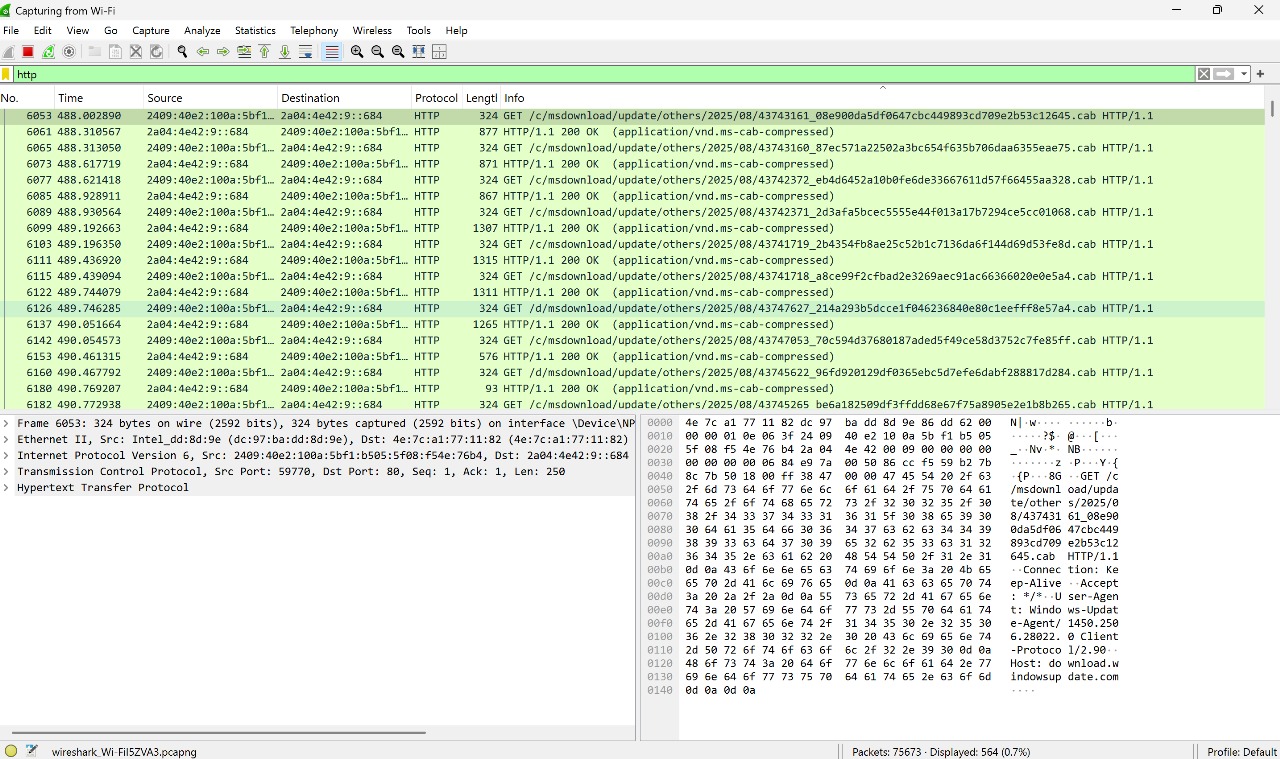 Capturing from Wi-Fi
File Edit View Go Capture Analyze Statistics Telephony Wireless Tools Help
http
No. Time Source Destination Protocol Lengtl Info
6053 488.002890 2409:40e2:100a:5bf1… 2a04:4e42:9::684 HTTP 324 GET /c/msdownload/update/others/2025/08/43743161_08e900da5df0647cbc449893cd709e2b53c12645.cab HTTP/1.1
6061 488.310567 2a04:4e42:9::684 2409:40e2:100a:5bf1… HTTP 877 HTTP/1.1 200 OK (application/vnd.ms-cab-compressed)
6065 488.313050 2409:40e2:100a:5bf1… 2a04:4e42:9::684 HTTP 324 GET /c/msdownload/update/others/2025/08/43743160_87ec571a22502a3bc654f635b706daa6355eae75.cab HTTP/1.1
6073 488.617719 2a04:4e42:9::684 2409:40e2:100a:5bf1… HTTP 871 HTTP/1.1 200 OK (application/vnd.ms-cab-compressed)
6077 488.621418 2409:40e2:100a:5bf1… 2a04:4e42:9::684 HTTP 324 GET /c/msdownload/update/others/2025/08/43742372_eb4d6452a10b0fe6de33667611d57f66455aa328.cab HTTP/1.1
6085 488.928911 2a04:4e42:9::684 2409:40e2:100a:5bf1… HTTP 867 HTTP/1.1 200 OK (application/vnd.ms-cab-compressed)
6089 488.930564 2409:40e2:100a:5bf1… 2a04:4e42:9::684 HTTP 324 GET /c/msdownload/update/others/2025/08/43742371_2d3afa5bcec5555e44f013a17b7294ce5cc01068.cab HTTP/1.1
6099 489.192663 2a04:4e42:9::684 2409:40e2:100a:5bf1… HTTP 1307 HTTP/1.1 200 OK (application/vnd.ms-cab-compressed)
6103 489.196350 2409:40e2:100a:5bf1… 2a04:4e42:9::684 HTTP 324 GET /c/msdownload/update/others/2025/08/43741719_2b4354fb8ae25c52b1c7136da6f144d69d53fe8d.cab HTTP/1.1
6111 489.436920 2a04:4e42:9::684 2409:40e2:100a:5bf1… HTTP 1315 HTTP/1.1 200 OK (application/vnd.ms-cab-compressed)
6115 489.439094 2409:40e2:100a:5bf1… 2a04:4e42:9::684 HTTP 324 GET /c/msdownload/update/others/2025/08/43741718_a8ce99f2cfbad2e3269aec91ac66366020e0e5a4.cab HTTP/1.1
6122 489.744079 2a04:4e42:9::684 2409:40e2:100a:5bf1… HTTP 1311 HTTP/1.1 200 OK (application/vnd.ms-cab-compressed)
6126 489.746285 2409:40e2:100a:5bf1… 2a04:4e42:9::684 HTTP 324 GET /d/msdownload/update/others/2025/08/43747627_214a293b5dcce1f046236840e80c1eefff8e57a4.cab HTTP/1.1
6137 490.051664 2a04:4e42:9::684 2409:40e2:100a:5bf1… HTTP 1265 HTTP/1.1 200 OK (application/vnd.ms-cab-compressed)
6142 490.054573 2409:40e2:100a:5bf1… 2a04:4e42:9::684 HTTP 324 GET /c/msdownload/update/others/2025/08/43747053_70c594d37680187aded5f49ce58d3752c7fe85ff.cab HTTP/1.1
6153 490.461315 2a04:4e42:9::684 2409:40e2:100a:5bf1… HTTP 576 HTTP/1.1 200 OK (application/vnd.ms-cab-compressed)
6160 490.467792 2409:40e2:100a:5bf1… 2a04:4e42:9::684 HTTP 324 GET /d/msdownload/update/others/2025/08/43745622_96fd920129df0365ebc5d7efe6dabf288817d284.cab HTTP/1.1
6180 490.769207 2a04:4e42:9::684 2409:40e2:100a:5bf1… HTTP 93 HTTP/1.1 200 OK (application/vnd.ms-cab-compressed)
6182 490.772938 2409:40e2:100a:5bf1… 2a04:4e42:9::684 HTTP 324 GET /c/msdownload/update/others/2025/08/43745265_be6a182509df3ffdd68e67f75a8905e2e1b8b265.cab HTTP/1.1
Frame 6053: 324 bytes on wire (2592 bits), 324 bytes captured (2592 bits) on interface \Device\NP
Ethernet II, Src: Intel_dd:8d:9e (dc:97:ba:dd:8d:9e), Dst: 4e:7c:a1:77:11:82 (4e:7c:a1:77:11:82)
Internet Protocol Version 6, Src: 2409:40e2:100a:5bf1:b505:5f08:f54e:76b4, Dst: 2a04:4e42:9::684
Transmission Control Protocol, Src Port: 59770, Dst Port: 80, Seq: 1, Ack: 1, Len: 250
Hypertext Transfer Protocol
0000 4e 7c a1 77 11 82 dc 97 ba dd 8d 9e 86 dd 62 00 N|·w···· ······b·
0010 00 00 01 0e 06 3f 24 09 40 e2 10 0a 5b f1 b5 05 ·····?$· @···[···
0020 5f 08 f5 4e 76 b4 2a 04 4e 42 00 09 00 00 00 00 _··Nv·*· NB······
0030 00 00 00 00 06 84 e9 7a 00 50 86 cc f5 59 b2 7b ·······z ·P···Y·{
0040 8c 7b 50 18 00 ff 38 47 00 00 47 45 54 20 2f 63 ·{P···8G ··GET /c
0050 2f 6d 73 64 6f 77 6e 6c 6f 61 64 2f 75 70 64 61 /msdownl oad/upda
0060 74 65 2f 6f 74 68 65 72 73 2f 32 30 32 35 2f 30 te/other s/2025/0
0070 38 2f 34 33 37 34 33 31 36 31 5f 30 38 65 39 30 8/437431 61_08e90
0080 30 64 61 35 64 66 30 36 34 37 63 62 63 34 34 39 0da5df06 47cbc449
0090 38 39 33 63 64 37 30 39 65 32 62 35 33 63 31 32 893cd709 e2b53c12
00a0 36 34 35 2e 63 61 62 20 48 54 54 50 2f 31 2e 31 645.cab HTTP/1.1
00b0 0d 0a 43 6f 6e 6e 65 63 74 69 6f 6e 3a 20 4b 65 ··Connec tion: Ke
00c0 65 70 2d 41 6c 69 76 65 0d 0a 41 63 63 65 70 74 ep-Alive ··Accept
00d0 3a 20 2a 2f 2a 0d 0a 55 73 65 72 2d 41 67 65 6e : */*··U ser-Agen
00e0 74 3a 20 57 69 6e 64 6f 77 73 2d 55 70 64 61 74 t: Windo ws-Updat
00f0 65 2d 41 67 65 6e 74 2f 31 34 35 30 2e 32 35 30 e-Agent/ 1450.250
0100 36 2e 32 38 30 32 32 2e 30 20 43 6c 69 65 6e 74 6.28022. 0 Client
0110 2d 50 72 6f 74 6f 63 6f 6c 2f 32 2e 39 30 0d 0a -Protoco l/2.90··
0120 48 6f 73 74 3a 20 64 6f 77 6e 6c 6f 61 64 2e 77 Host: do wnload.w
0130 69 6e 64 6f 77 73 75 70 64 61 74 65 2e 63 6f 6d indowsup date.com
0140 0d 0a 0d 0a ····
wireshark_Wi-FiI5ZVA3.pcapng Packets: 75673 · Displayed: 564 (0.7%) Profile: Default